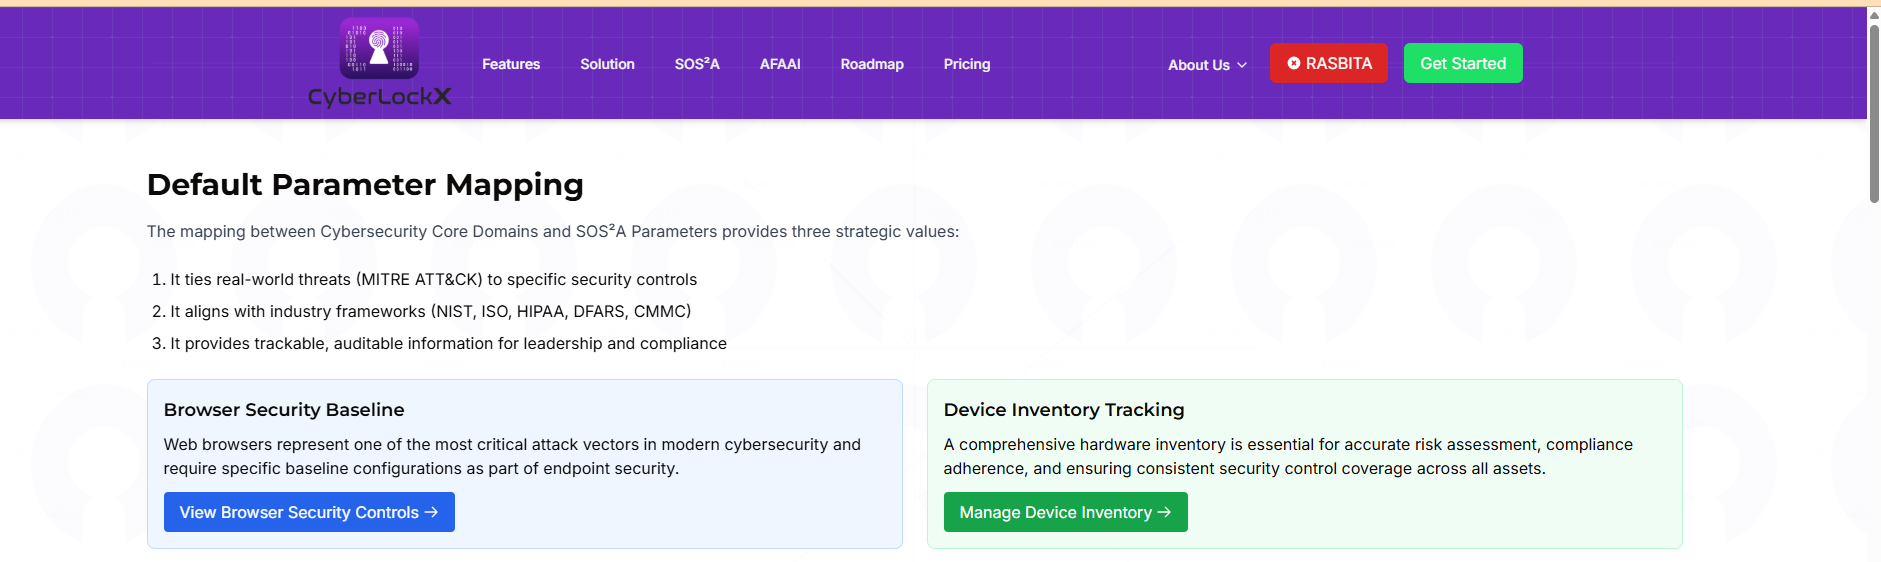 CyberLockX
Features
Solution
SOS²A
AFAAI
Roadmap
Pricing
About Us
RASBITA
Get Started
Default Parameter Mapping
The mapping between Cybersecurity Core Domains and SOS²A Parameters provides three strategic values:
1. It ties real-world threats (MITRE ATT&CK) to specific security controls
2. It aligns with industry frameworks (NIST, ISO, HIPAA, DFARS, CMMC)
3. It provides trackable, auditable information for leadership and compliance
Browser Security Baseline
Web browsers represent one of the most critical attack vectors in modern cybersecurity and
require specific baseline configurations as part of endpoint security.
View Browser Security Controls →
Device Inventory Tracking
A comprehensive hardware inventory is essential for accurate risk assessment, compliance
adherence, and ensuring consistent security control coverage across all assets.
Manage Device Inventory →